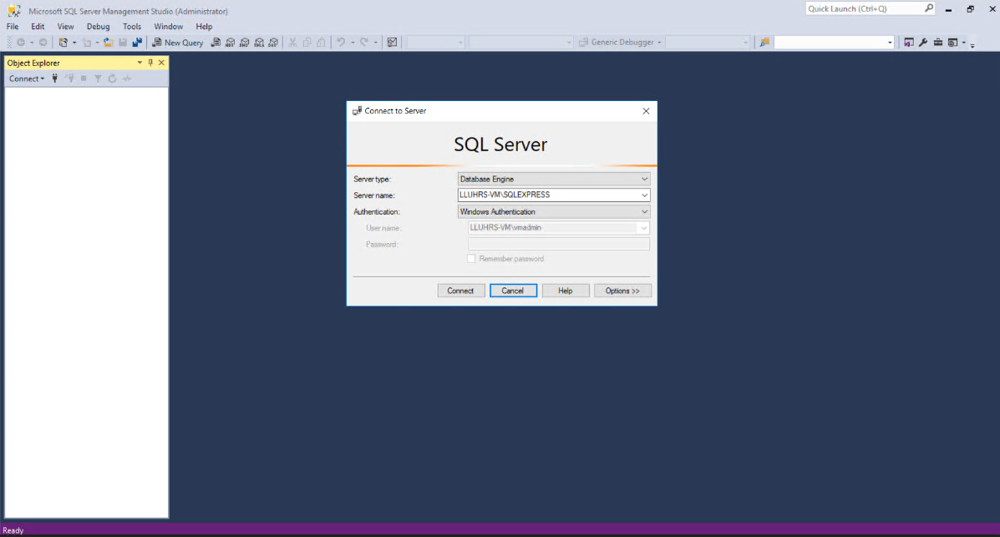 Microsoft SQL Server Management Studio (Administrator)
Quick Launch (Ctrl+Q)
File Edit View Debug Tools Window Help
New Query
Generic Debugger
Object Explorer
Connect
Connect to Server
SQL Server
Server type: Database Engine
Server name: LLUHRS-VM\SQLEXPRESS
Authentication: Windows Authentication
User name: LLUHRS-VM\vmadmin
Password:
Remember password
Connect Cancel Help Options >>
Ready